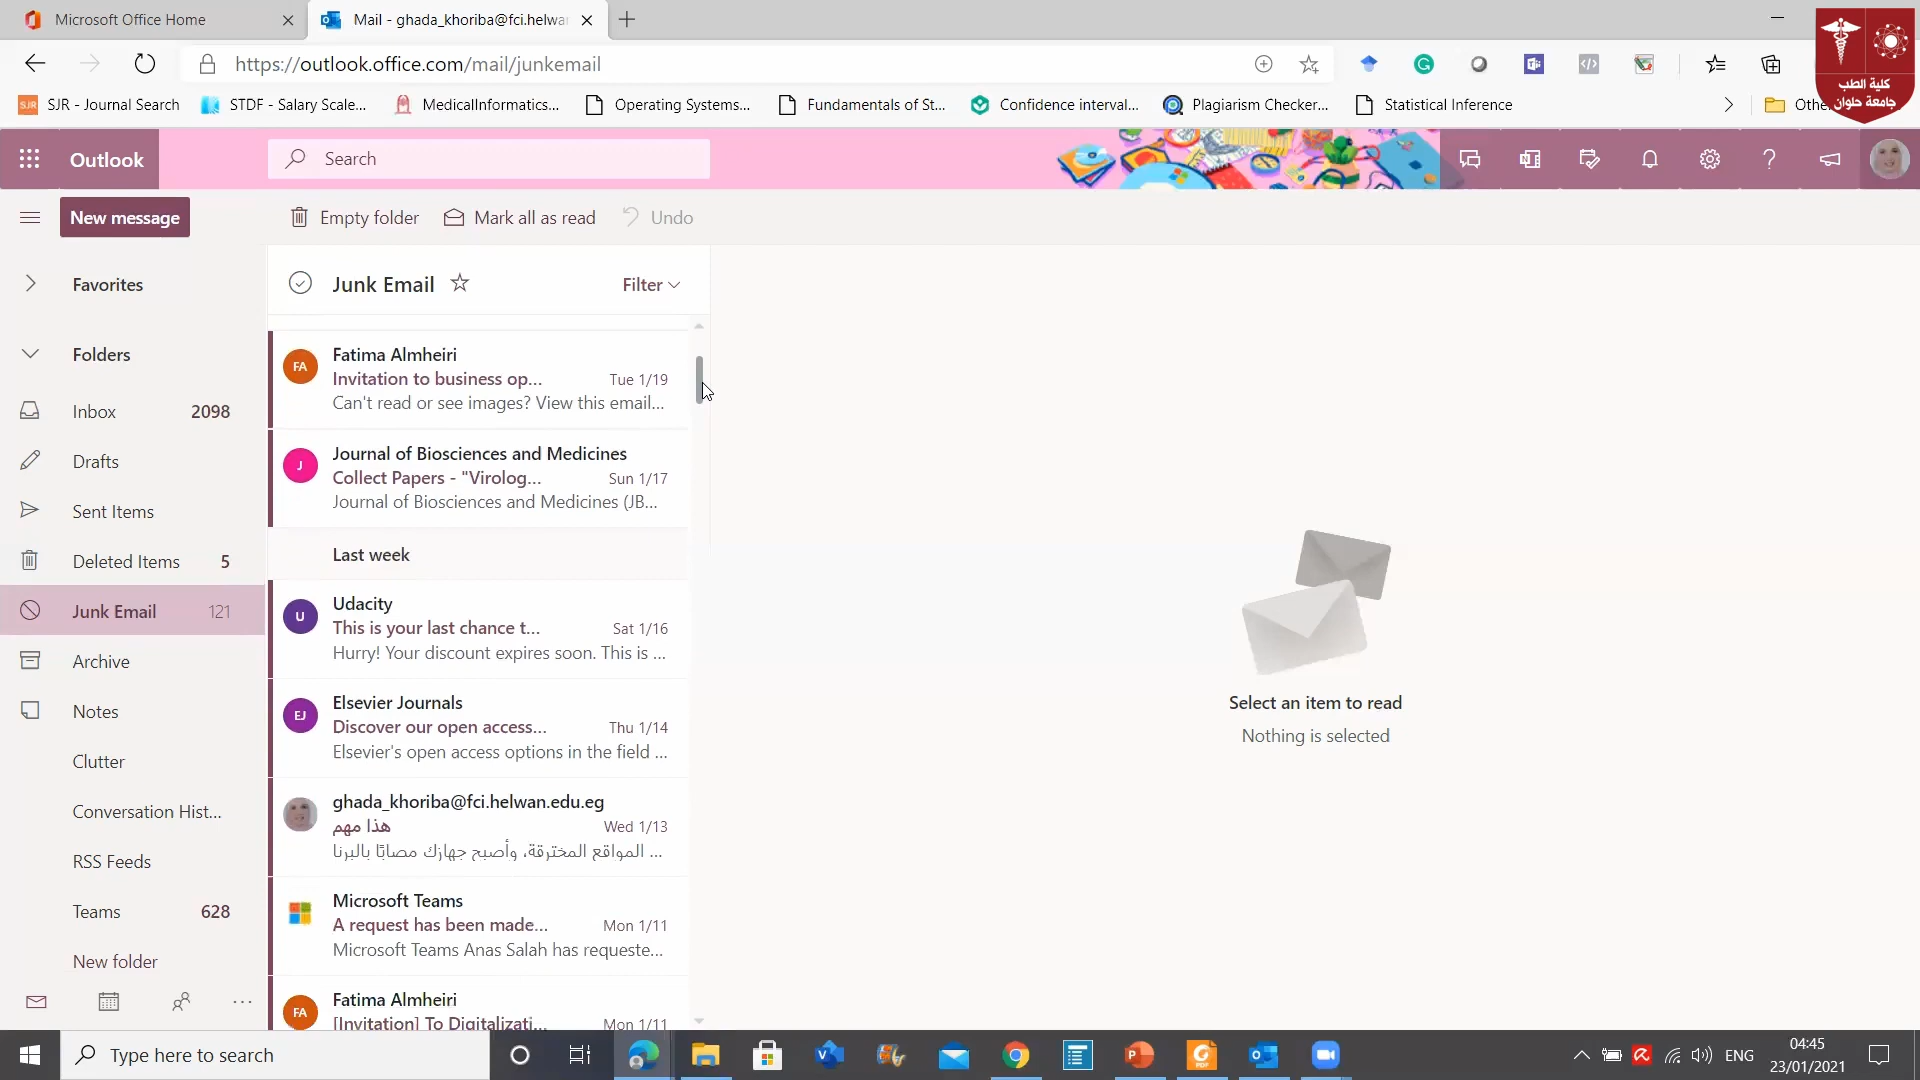 Microsoft Office Home
Mail - ghada_khoriba@fci.helwa
https://outlook.office.com/mail/junkemail
SJR - Journal Search
STDF - Salary Scale...
MedicalInformatics...
Operating Systems...
Fundamentals of St...
Confidence interval...
Plagiarism Checker...
Statistical Inference
Othe
كلية الطب
جامعة حلوان
Outlook
Search
New message
Empty folder
Mark all as read
Undo
Favorites
Folders
Inbox 2098
Drafts
Sent Items
Deleted Items 5
Junk Email 121
Archive
Notes
Clutter
Conversation Hist...
RSS Feeds
Teams 628
New folder
Junk Email
Filter
FA
Fatima Almheiri
Invitation to business op... Tue 1/19
Can't read or see images? View this email...
J
Journal of Biosciences and Medicines
Collect Papers - "Virolog... Sun 1/17
Journal of Biosciences and Medicines (JB...
Last week
U
Udacity
This is your last chance t... Sat 1/16
Hurry! Your discount expires soon. This is ...
EJ
Elsevier Journals
Discover our open access... Thu 1/14
Elsevier's open access options in the field ...
ghada_khoriba@fci.helwan.edu.eg
هذا مهم Wed 1/13
المواقع المخترقة، وأصبح جهازك مصابًا بالبرنا ...
Microsoft Teams
A request has been made... Mon 1/11
Microsoft Teams Anas Salah has requeste...
FA
Fatima Almheiri
[Invitation] To Digitalizati... Mon 1/11
Select an item to read
Nothing is selected
Type here to search
ENG
04:45
23/01/2021